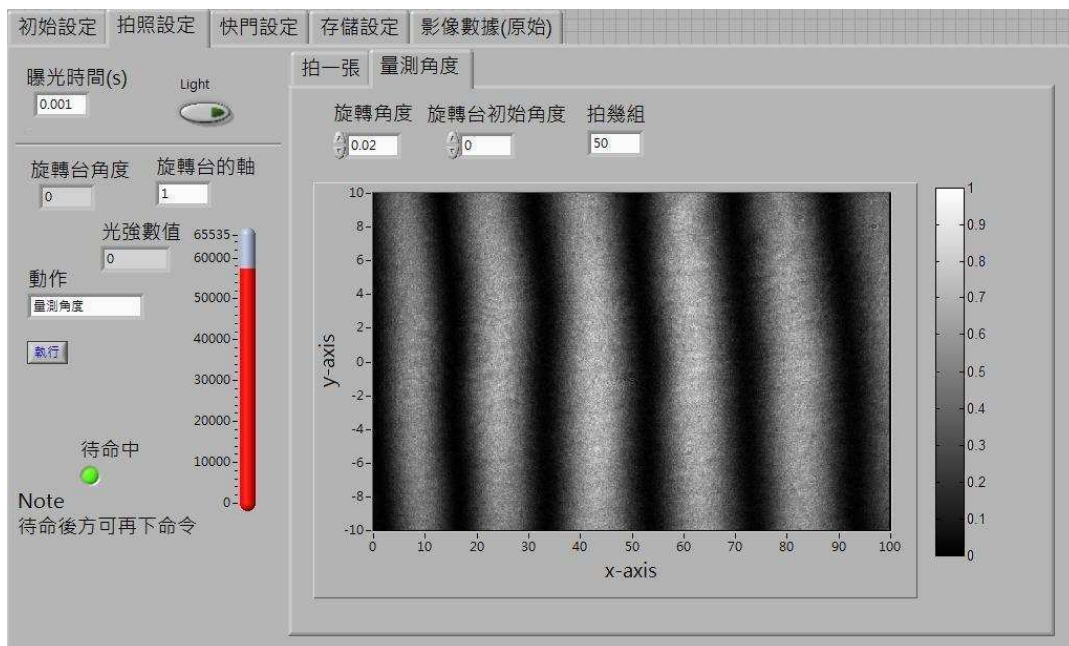 初始設定 拍照設定 快門設定 存儲設定 影像數據(原始)
拍一張 量測角度
曝光時間(s) Light
0.001
旋轉角度 旋轉台初始角度 拍幾組
0.02 0 50
旋轉台角度 旋轉台的軸
0 1
光強數值
0
65535
60000
50000
40000
30000
20000
10000
0
動作
量測角度
執行
待命中
Note
待命後方可再下命令
y-axis
10
8
6
4
2
0
-2
-4
-6
-8
-10
0 10 20 30 40 50 60 70 80 90 100
x-axis
1
0.9
0.8
0.7
0.6
0.5
0.4
0.3
0.2
0.1
0